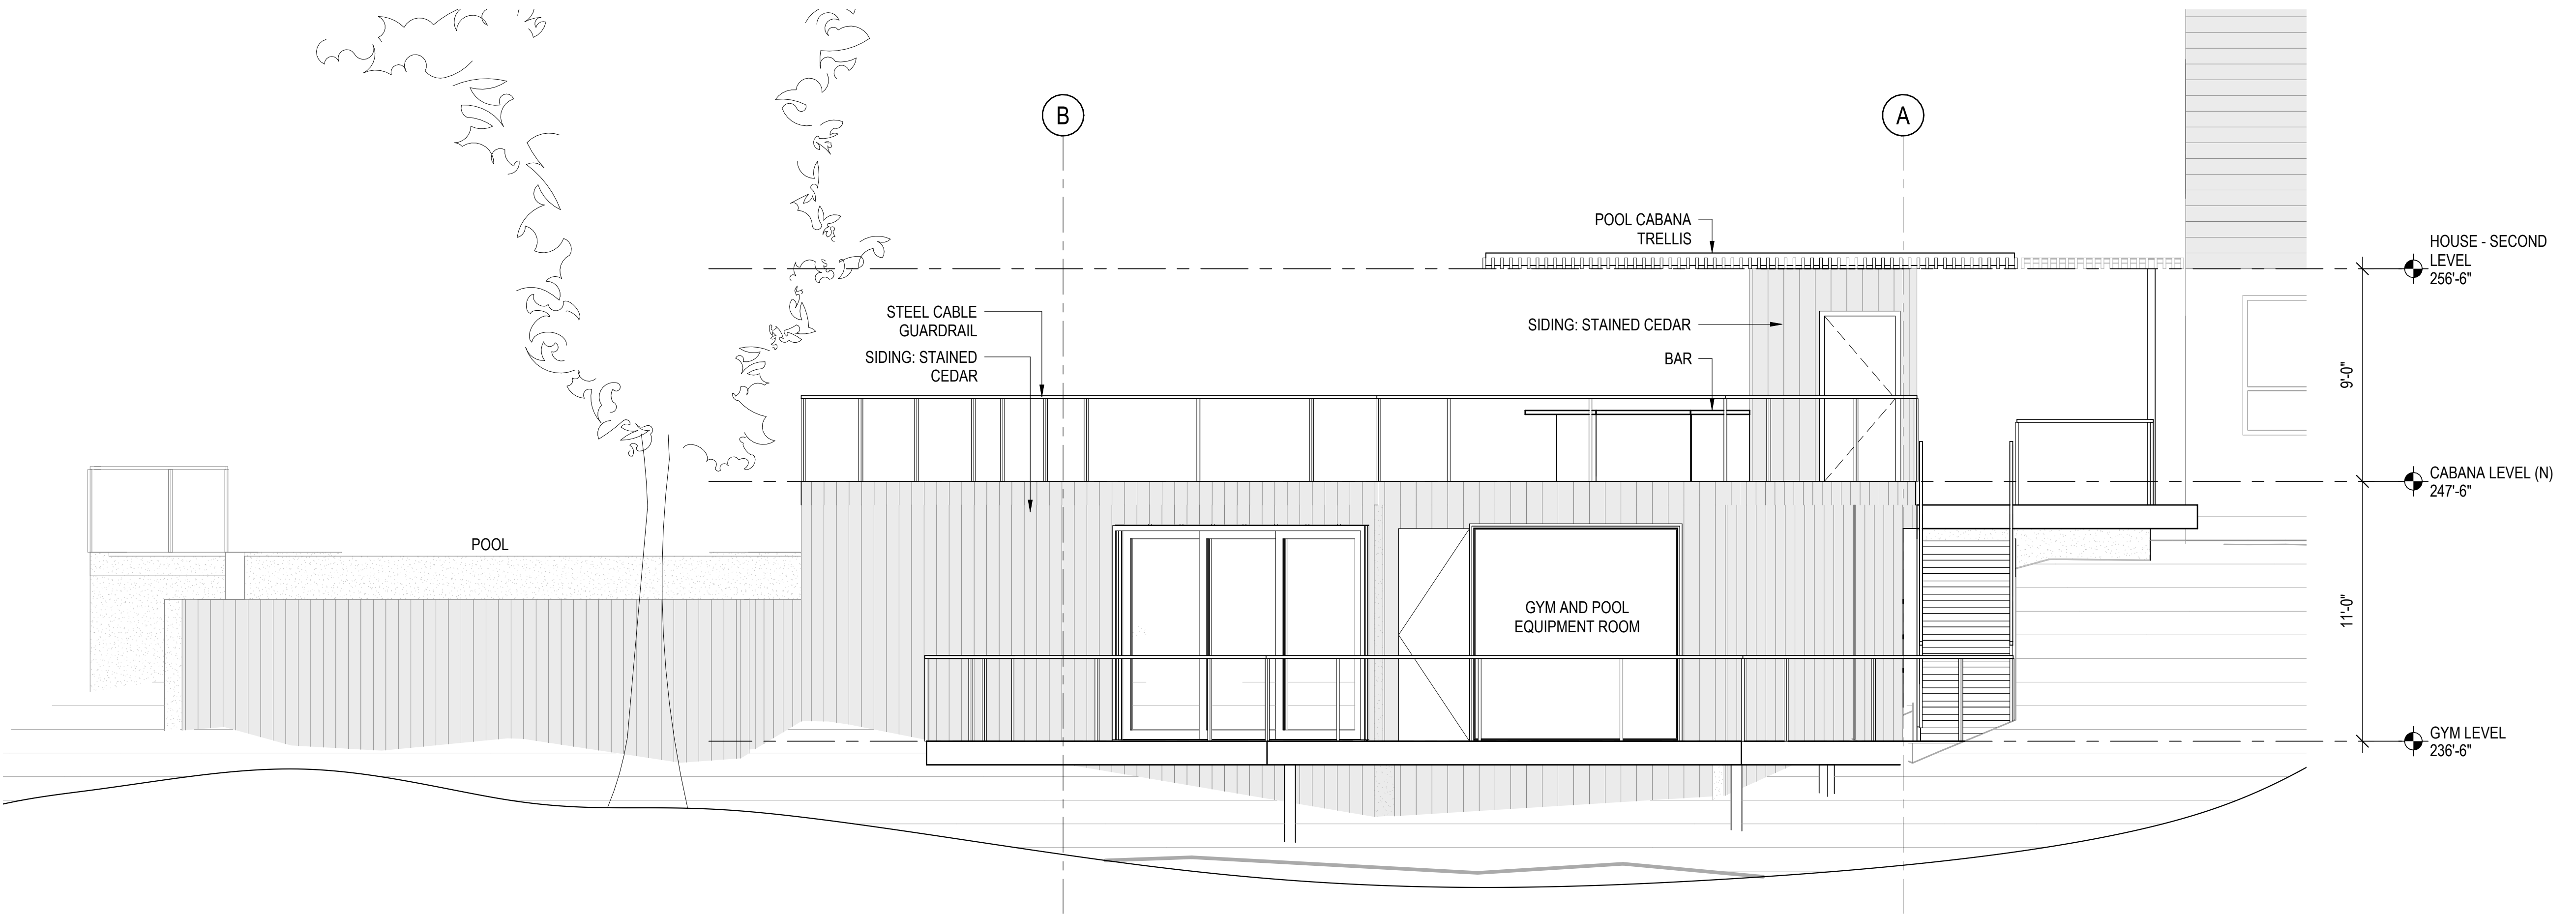 B
A
POOL CABANA
TRELLIS
HOUSE - SECOND
LEVEL
256'-6"
STEEL CABLE
GUARDRAIL
SIDING: STAINED CEDAR
SIDING: STAINED
CEDAR
BAR
9'-0"
CABANA LEVEL (N)
247'-6"
POOL
GYM AND POOL
EQUIPMENT ROOM
11'-0"
GYM LEVEL
236'-6"